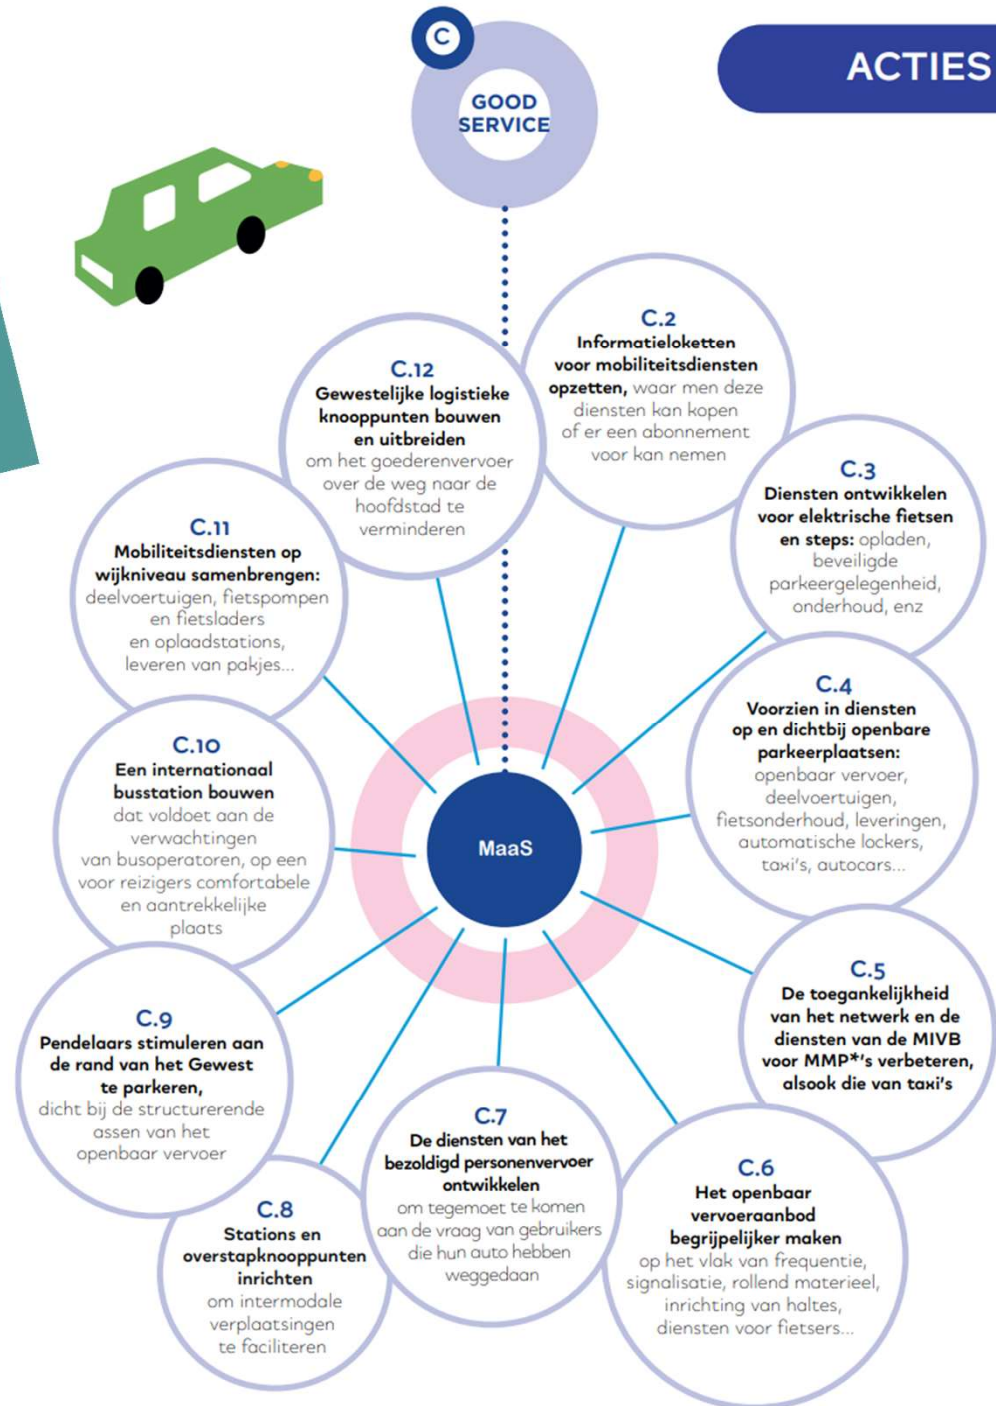 C
GOOD
SERVICE
ACTIES
C.2
Informatieloketten
voor mobiliteitsdiensten
opzetten, waar men deze
diensten kan kopen
of er een abonnement
voor kan nemen
C.3
Diensten ontwikkelen
voor elektrische fietsen
en steps: opladen,
beveiligde
parkeergelegenheid,
onderhoud, enz
C.4
Voorzien in diensten
op en dichtbij openbare
parkeerplaatsen:
openbaar vervoer,
deelvoertuigen,
fietsonderhoud, leveringen,
automatische lockers,
taxi's, autocars...
C.5
De toegankelijkheid
van het netwerk en de
diensten van de MIVB
voor MMP*'s verbeteren,
alsook die van taxi's
C.6
Het openbaar
vervoeraanbod
begrijpelijker maken
op het vlak van frequentie,
signalisatie, rollend materieel,
inrichting van haltes,
diensten voor fietsers...
C.7
De diensten van het
bezoldigd personenvervoer
ontwikkelen
om tegemoet te komen
aan de vraag van gebruikers
die hun auto hebben
weggedaan
C.8
Stations en
overstapknooppunten
inrichten
om intermodale
verplaatsingen
te faciliteren
C.9
Pendelaars stimuleren aan
de rand van het Gewest
te parkeren,
dicht bij de structurerende
assen van het
openbaar vervoer
C.10
Een internationaal
busstation bouwen
dat voldoet aan de
verwachtingen
van busoperatoren, op een
voor reizigers comfortabele
en aantrekkelijke
plaats
C.11
Mobiliteitsdiensten op
wijkniveau samenbrengen:
deelvoertuigen, fietspompen
en fietsladers
en oplaadstations,
leveren van pakjes...
C.12
Gewestelijke logistieke
knooppunten bouwen
en uitbreiden
om het goederenvervoer
over de weg naar de
hoofdstad te
verminderen
MaaS